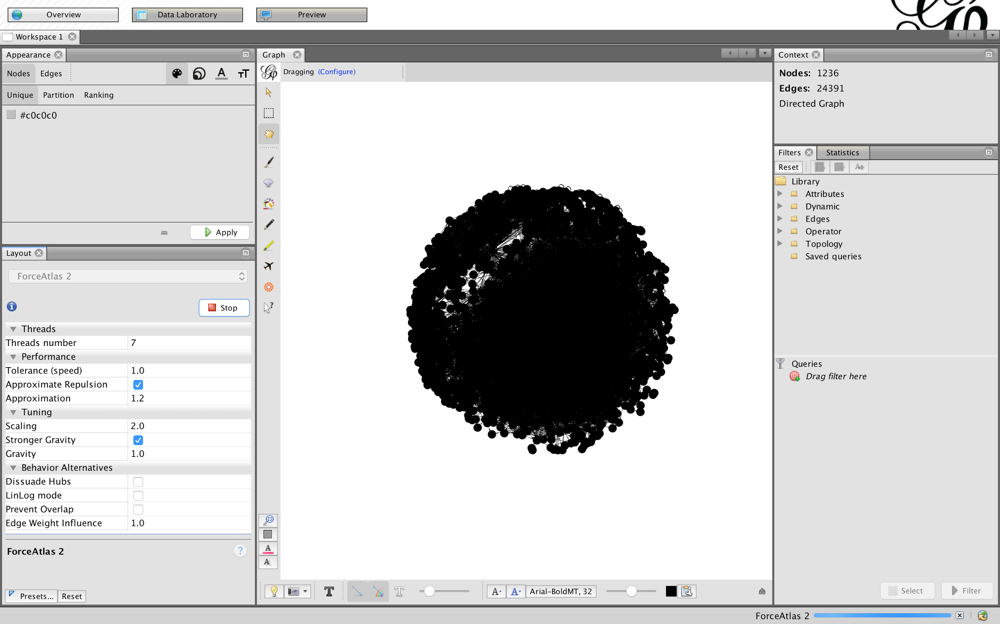 Overview
Data Laboratory
Preview
Workspace 1
Appearance
Nodes
Edges
A
TT
Unique
Partition
Ranking
#c0c0c0
Apply
Layout
ForceAtlas 2
Stop
Threads
Threads number 7
Performance
Tolerance (speed) 1.0
Approximate Repulsion
Approximation 1.2
Tuning
Scaling 2.0
Stronger Gravity
Gravity 1.0
Behavior Alternatives
Dissuade Hubs
LinLog mode
Prevent Overlap
Edge Weight Influence 1.0
ForceAtlas 2
?
Presets...
Reset
Graph
Dragging (Configure)
A
A
T
T
A
A
Arial-BoldMT, 32
Context
Nodes: 1236
Edges: 24391
Directed Graph
Filters
Statistics
Reset
Library
Attributes
Dynamic
Edges
Operator
Topology
Saved queries
Queries
Drag filter here
Select
Filter
ForceAtlas 2